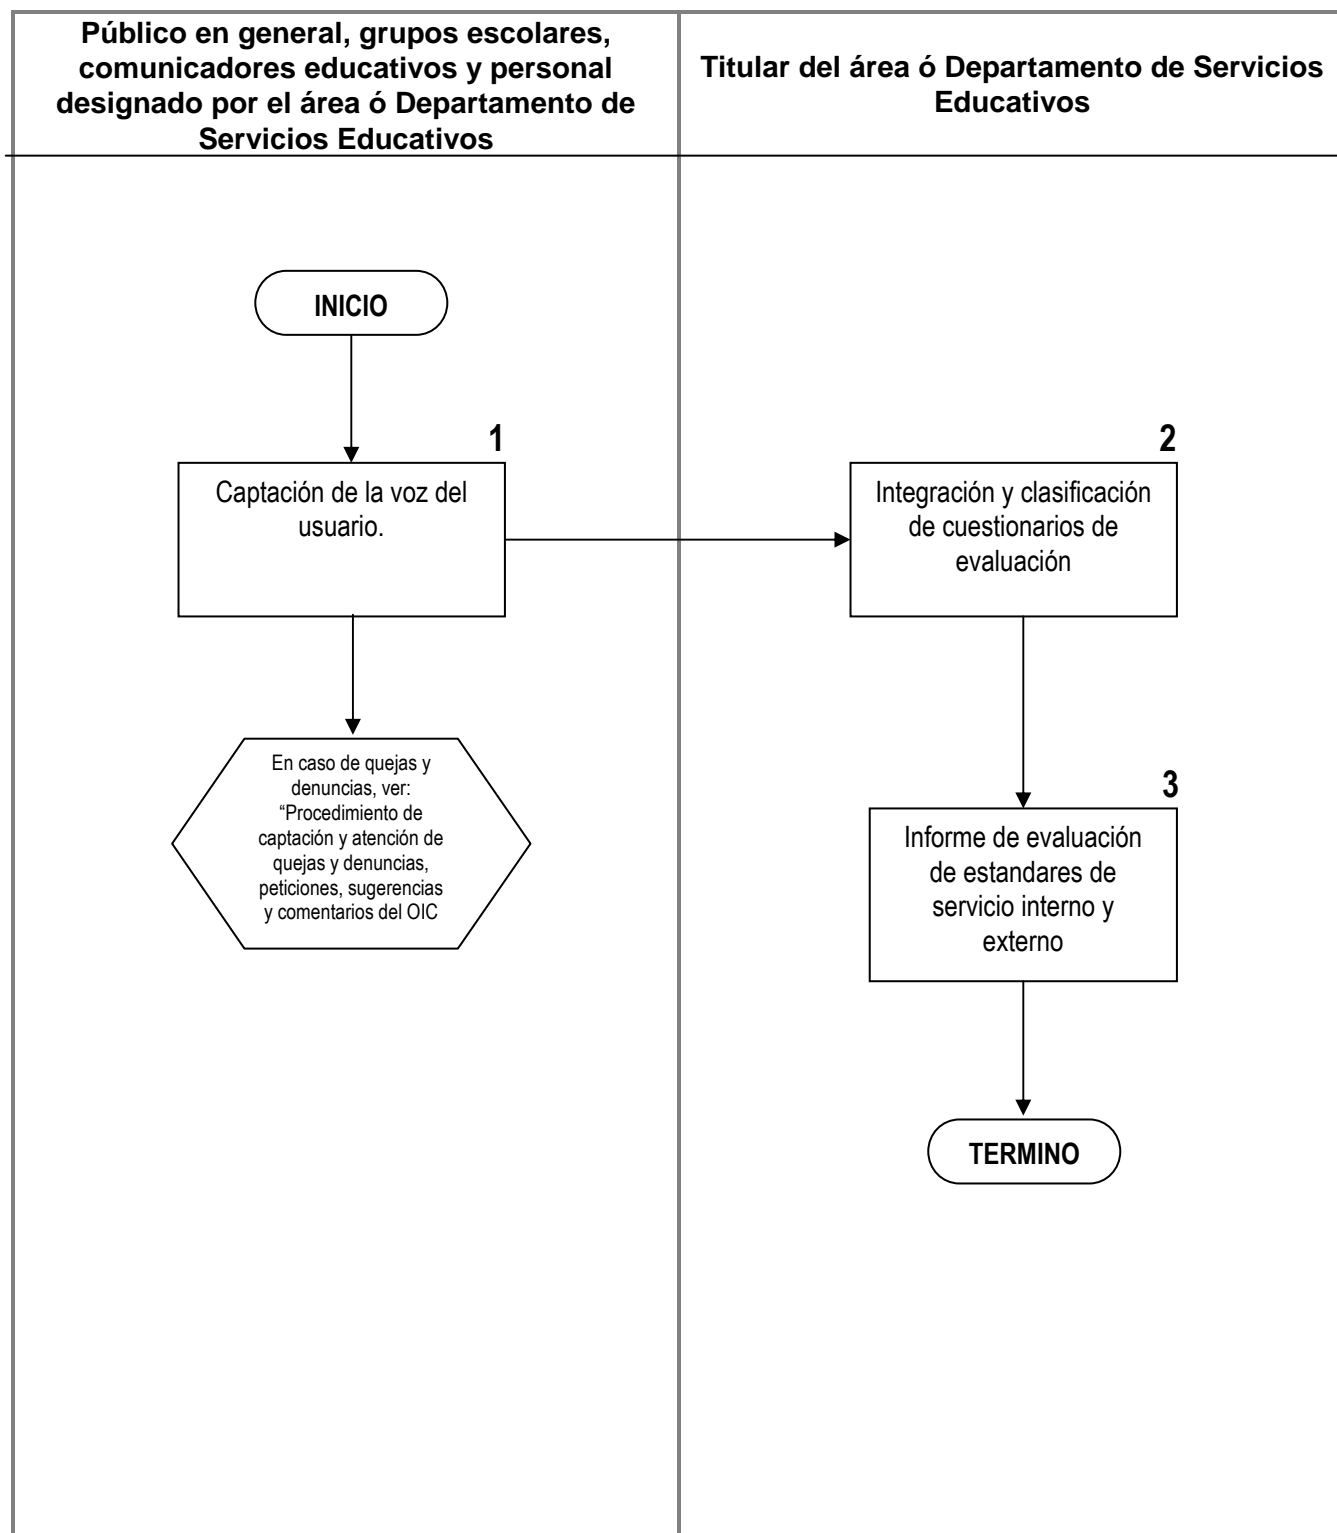 Público en general, grupos escolares,
comunicadores educativos y personal
designado por el área ó Departamento de
Servicios Educativos
Titular del área ó Departamento de Servicios
Educativos
INICIO
1
Captación de la voz del
usuario.
2
Integración y clasificación
de cuestionarios de
evaluación
En caso de quejas y
denuncias, ver:
“Procedimiento de
captación y atención de
quejas y denuncias,
peticiones, sugerencias
y comentarios del OIC
3
Informe de evaluación
de estandares de
servicio interno y
externo
TERMINO